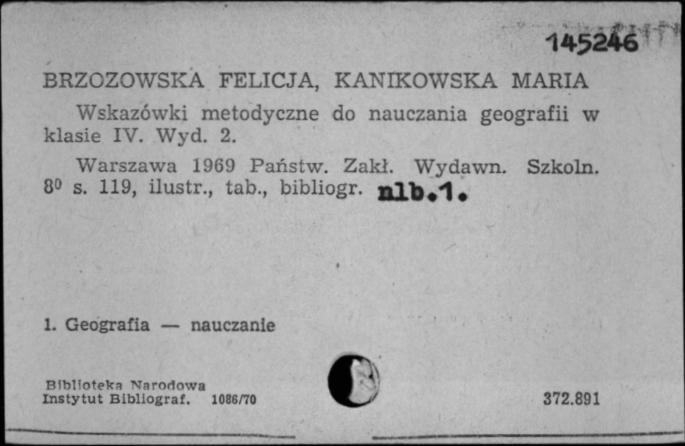 145246
BRZOZOWSKA FELICJA, KANIKOWSKA MARIA
Wskazówki metodyczne do nauczania geografii w
klasie IV. Wyd. 2.
Warszawa 1969 Państw. Zakł. Wydawn. Szkoln.
8⁰ s. 119, ilustr., tab., bibliogr. nlb.1.
1. Geografia — nauczanie
Biblioteka Narodowa
Instytut Bibliograf. 1086/70
372.891